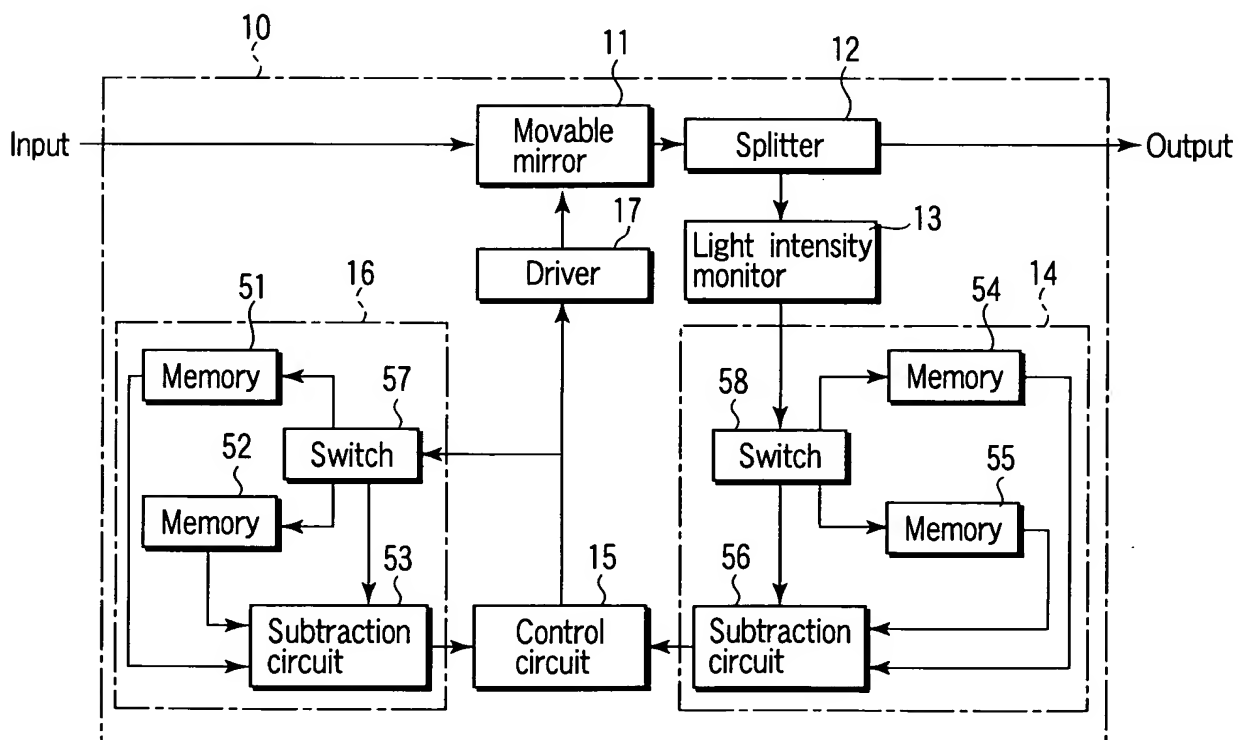 10
11
12
Input
Movable
mirror
Splitter
Output
17
13
Driver
Light intensity
monitor
16
14
51
54
Memory
57
58
Memory
Switch
Switch
52
55
Memory
Memory
53
15
56
Subtraction
circuit
Control
circuit
Subtraction
circuit